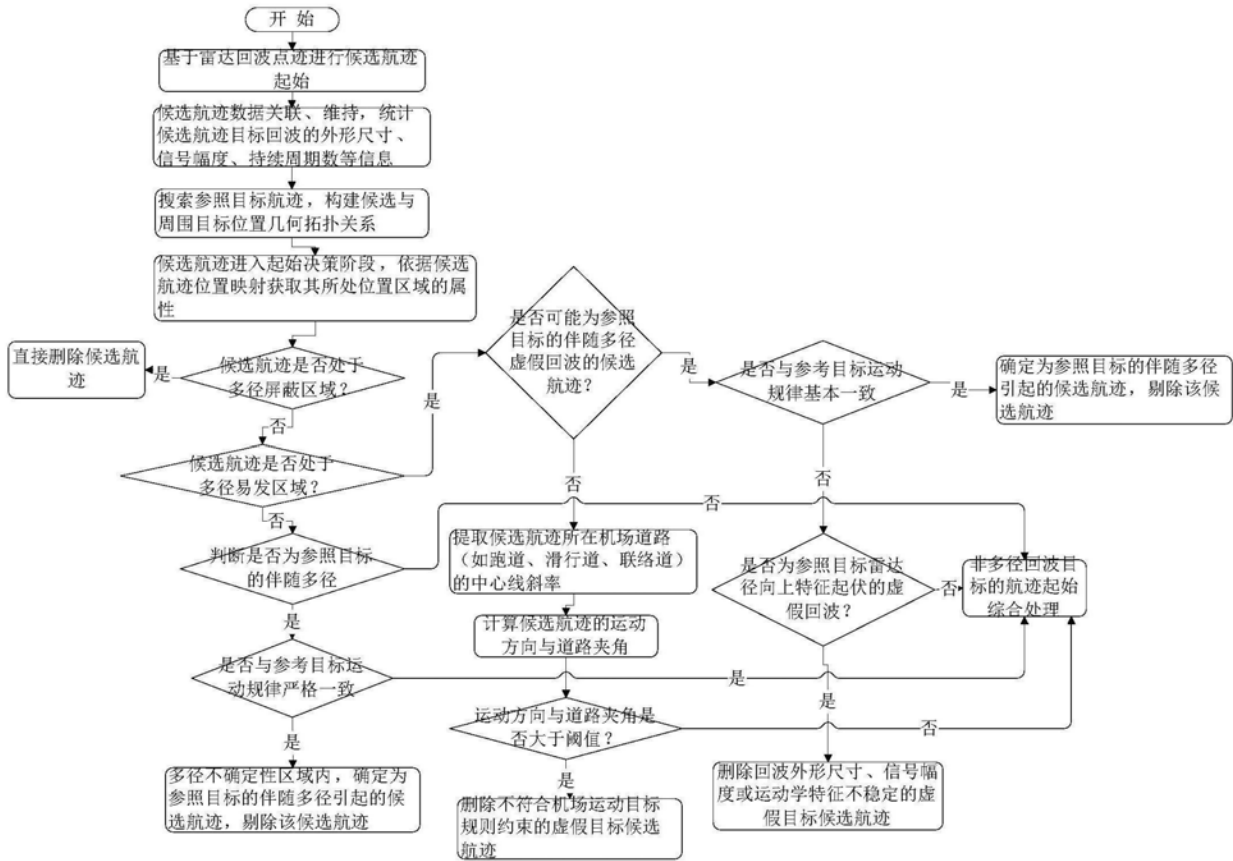 开 始
基于雷达回波点迹进行候选航迹
起始
候选航迹数据关联、维持，统计
候选航迹目标回波的外形尺寸、
信号幅度、持续周期数等信息
搜索参照目标航迹，构建候选与
周围目标位置几何拓扑关系
候选航迹进入起始决策阶段，依据候选
航迹位置映射获取其所处位置区域的属
性
候选航迹是否处于
多径屏蔽区域？
是
直接删除候选航
迹
否
候选航迹是否处于
多径易发区域？
是
否
判断是否为参照目标
的伴随多径
否
是
是否与参考目标运
动规律严格一致
是
是
多径不确定性区域内，确定为
参照目标的伴随多径引起的候
选航迹，剔除该候选航迹
是否可能为参照
目标的伴随多径
虚假回波的候选
航迹？
是
否
提取候选航迹所在机场道路
（如跑道、滑行道、联络道）
的中心线斜率
计算候选航迹的运动
方向与道路夹角
运动方向与道路夹角是
否大于阈值？
否
是
删除不符合机场运动目标
规则约束的虚假目标候选
航迹
是否与参考目标运动
规律基本一致
是
确定为参照目标的伴随多径
引起的候选航迹，剔除该候
选航迹
否
是否为参照目标雷达
径向上特征起伏的虚
假回波？
否
非多径回波目
标的航迹起始
综合处理
是
删除回波外形尺寸、信号幅
度或运动学特征不稳定的虚
假目标候选航迹